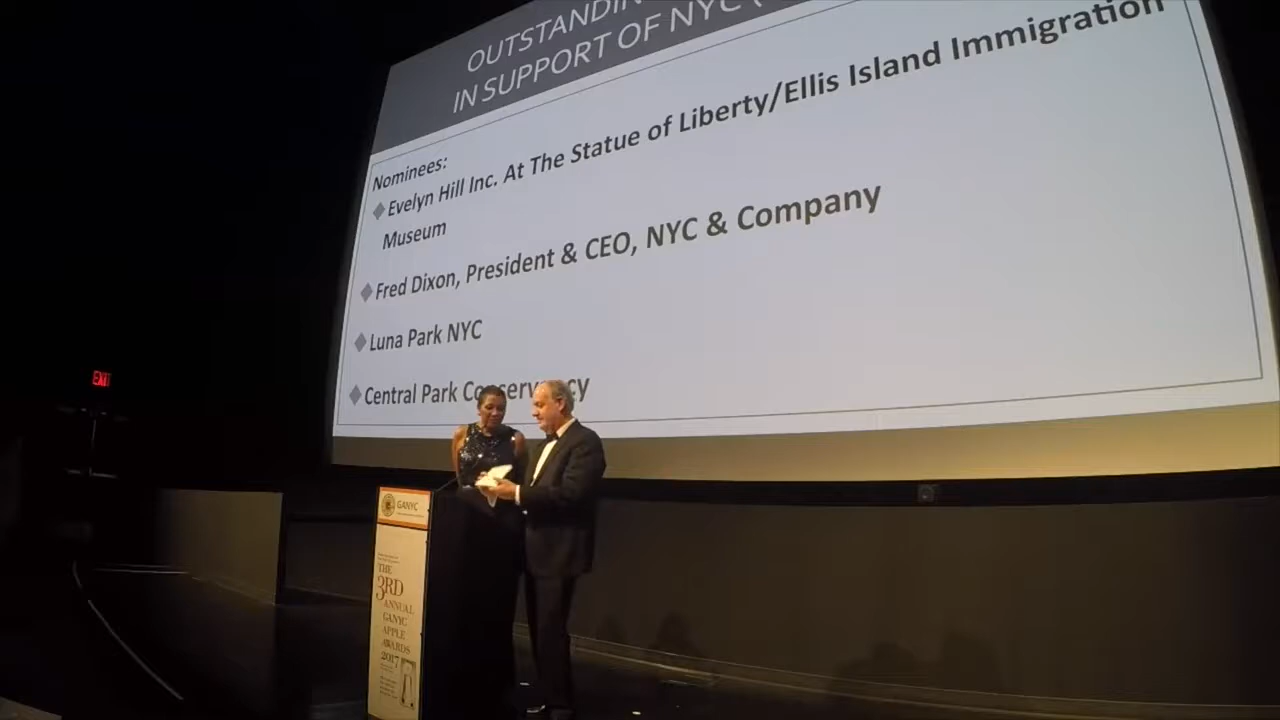 OUTSTANDIN
IN SUPPORT OF NYC (
Nominees:
Evelyn Hill Inc. At The Statue of Liberty/Ellis Island Immigration
Museum
Fred Dixon, President & CEO, NYC & Company
Luna Park NYC
Central Park Conservancy
EXIT
GANYC
THE
3RD
ANNUAL
GANYC
APPLE
AWARDS
2017